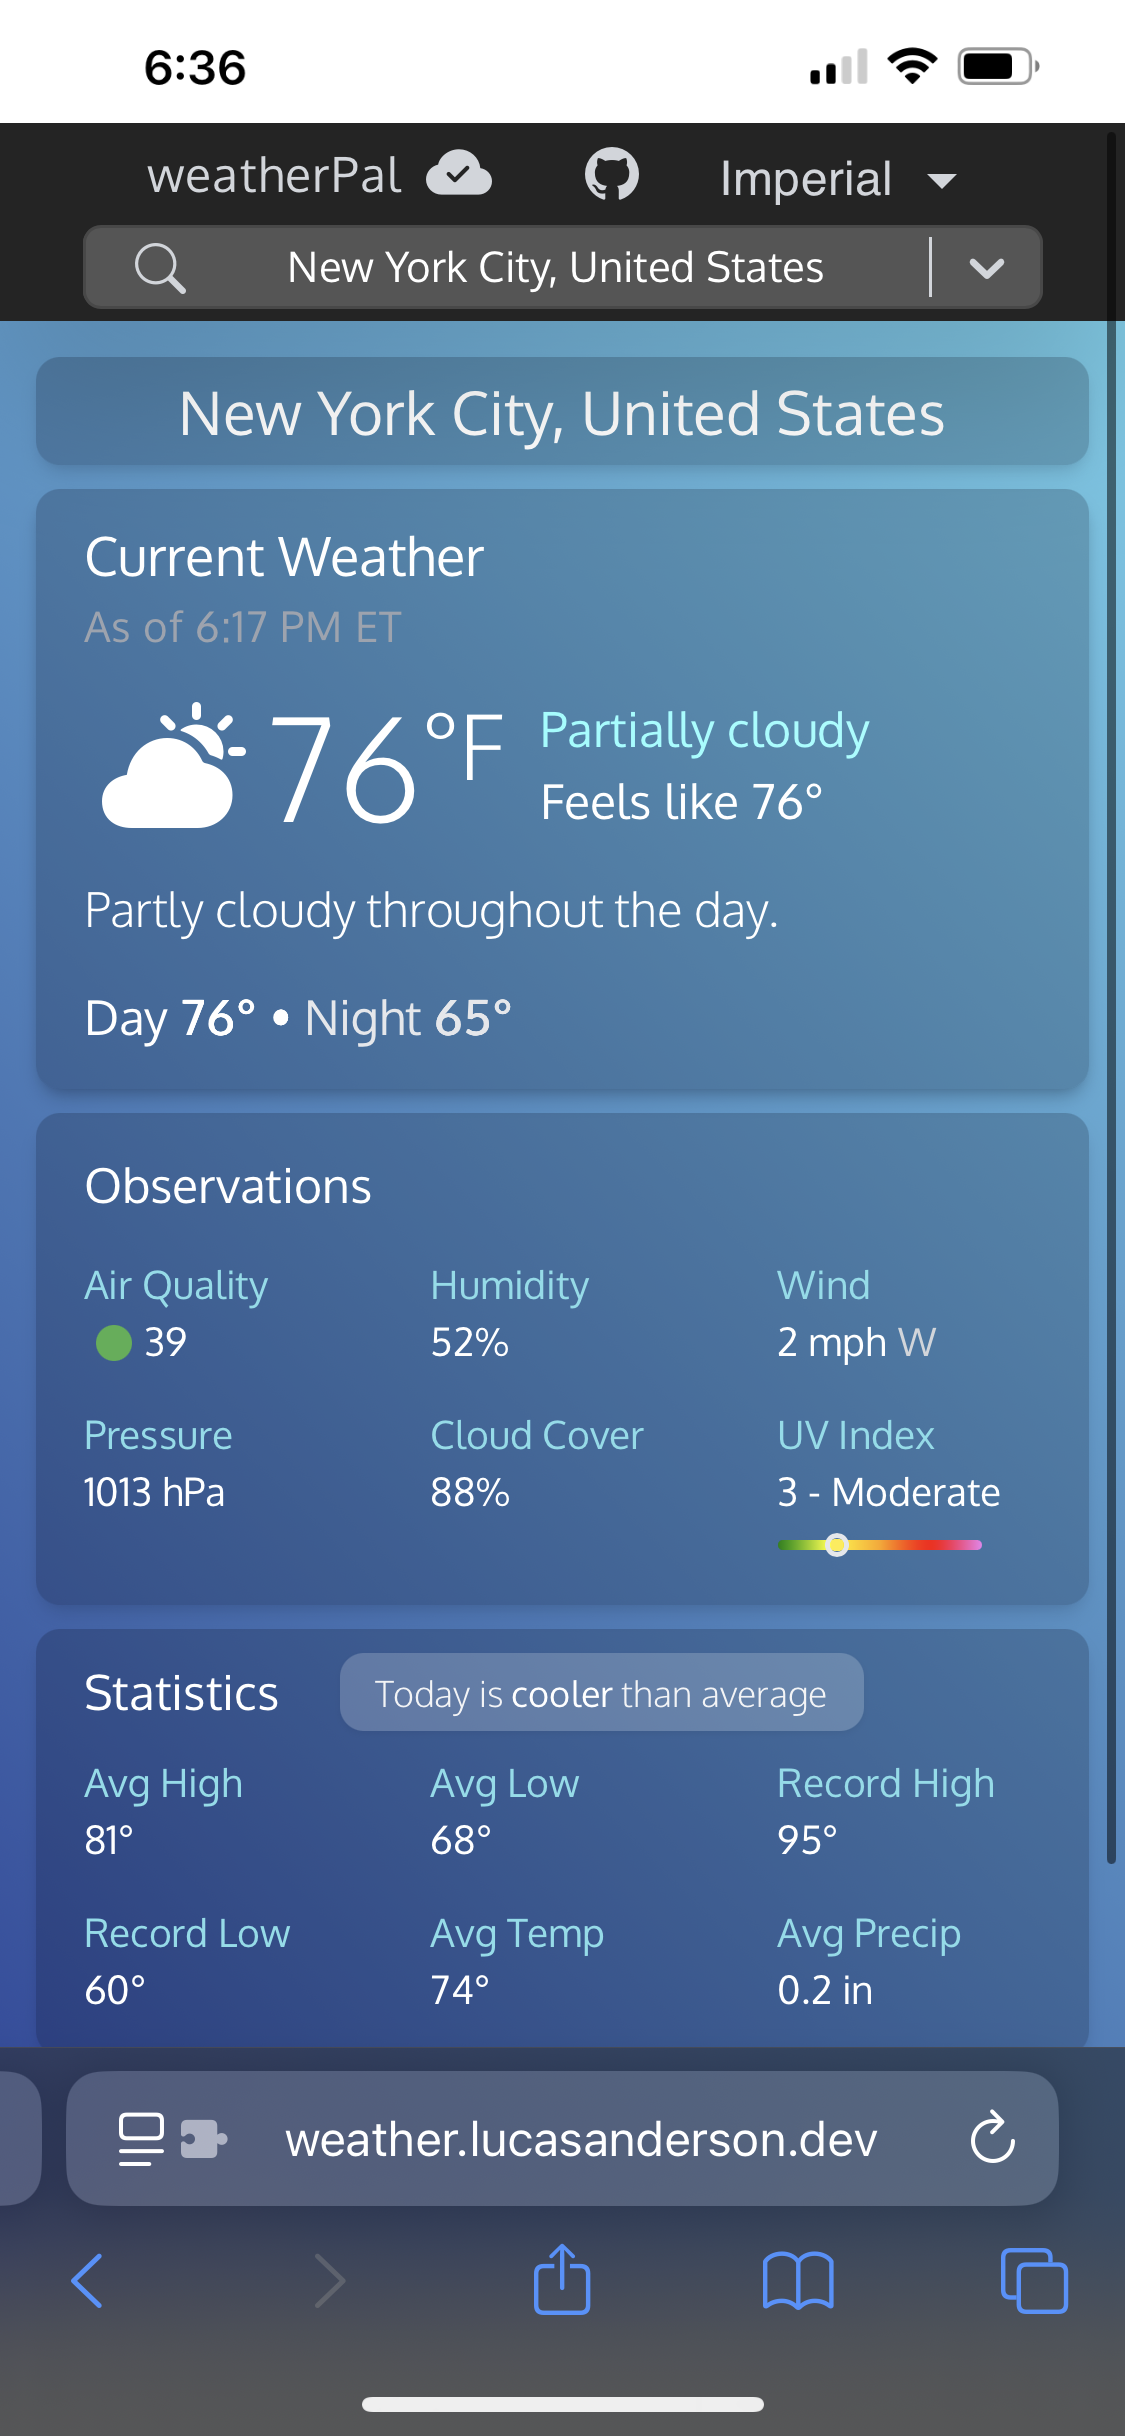 6:36
weatherPal Imperial
New York City, United States
New York City, United States
Current Weather
As of 6:17 PM ET
76°F Partially cloudy
Feels like 76°
Partly cloudy throughout the day.
Day 76° • Night 65°
Observations
Air Quality Humidity Wind
39 52% 2 mph W
Pressure Cloud Cover UV Index
1013 hPa 88% 3 - Moderate
Statistics Today is cooler than average
Avg High Avg Low Record High
81° 68° 95°
Record Low Avg Temp Avg Precip
60° 74° 0.2 in
weather.lucasanderson.dev